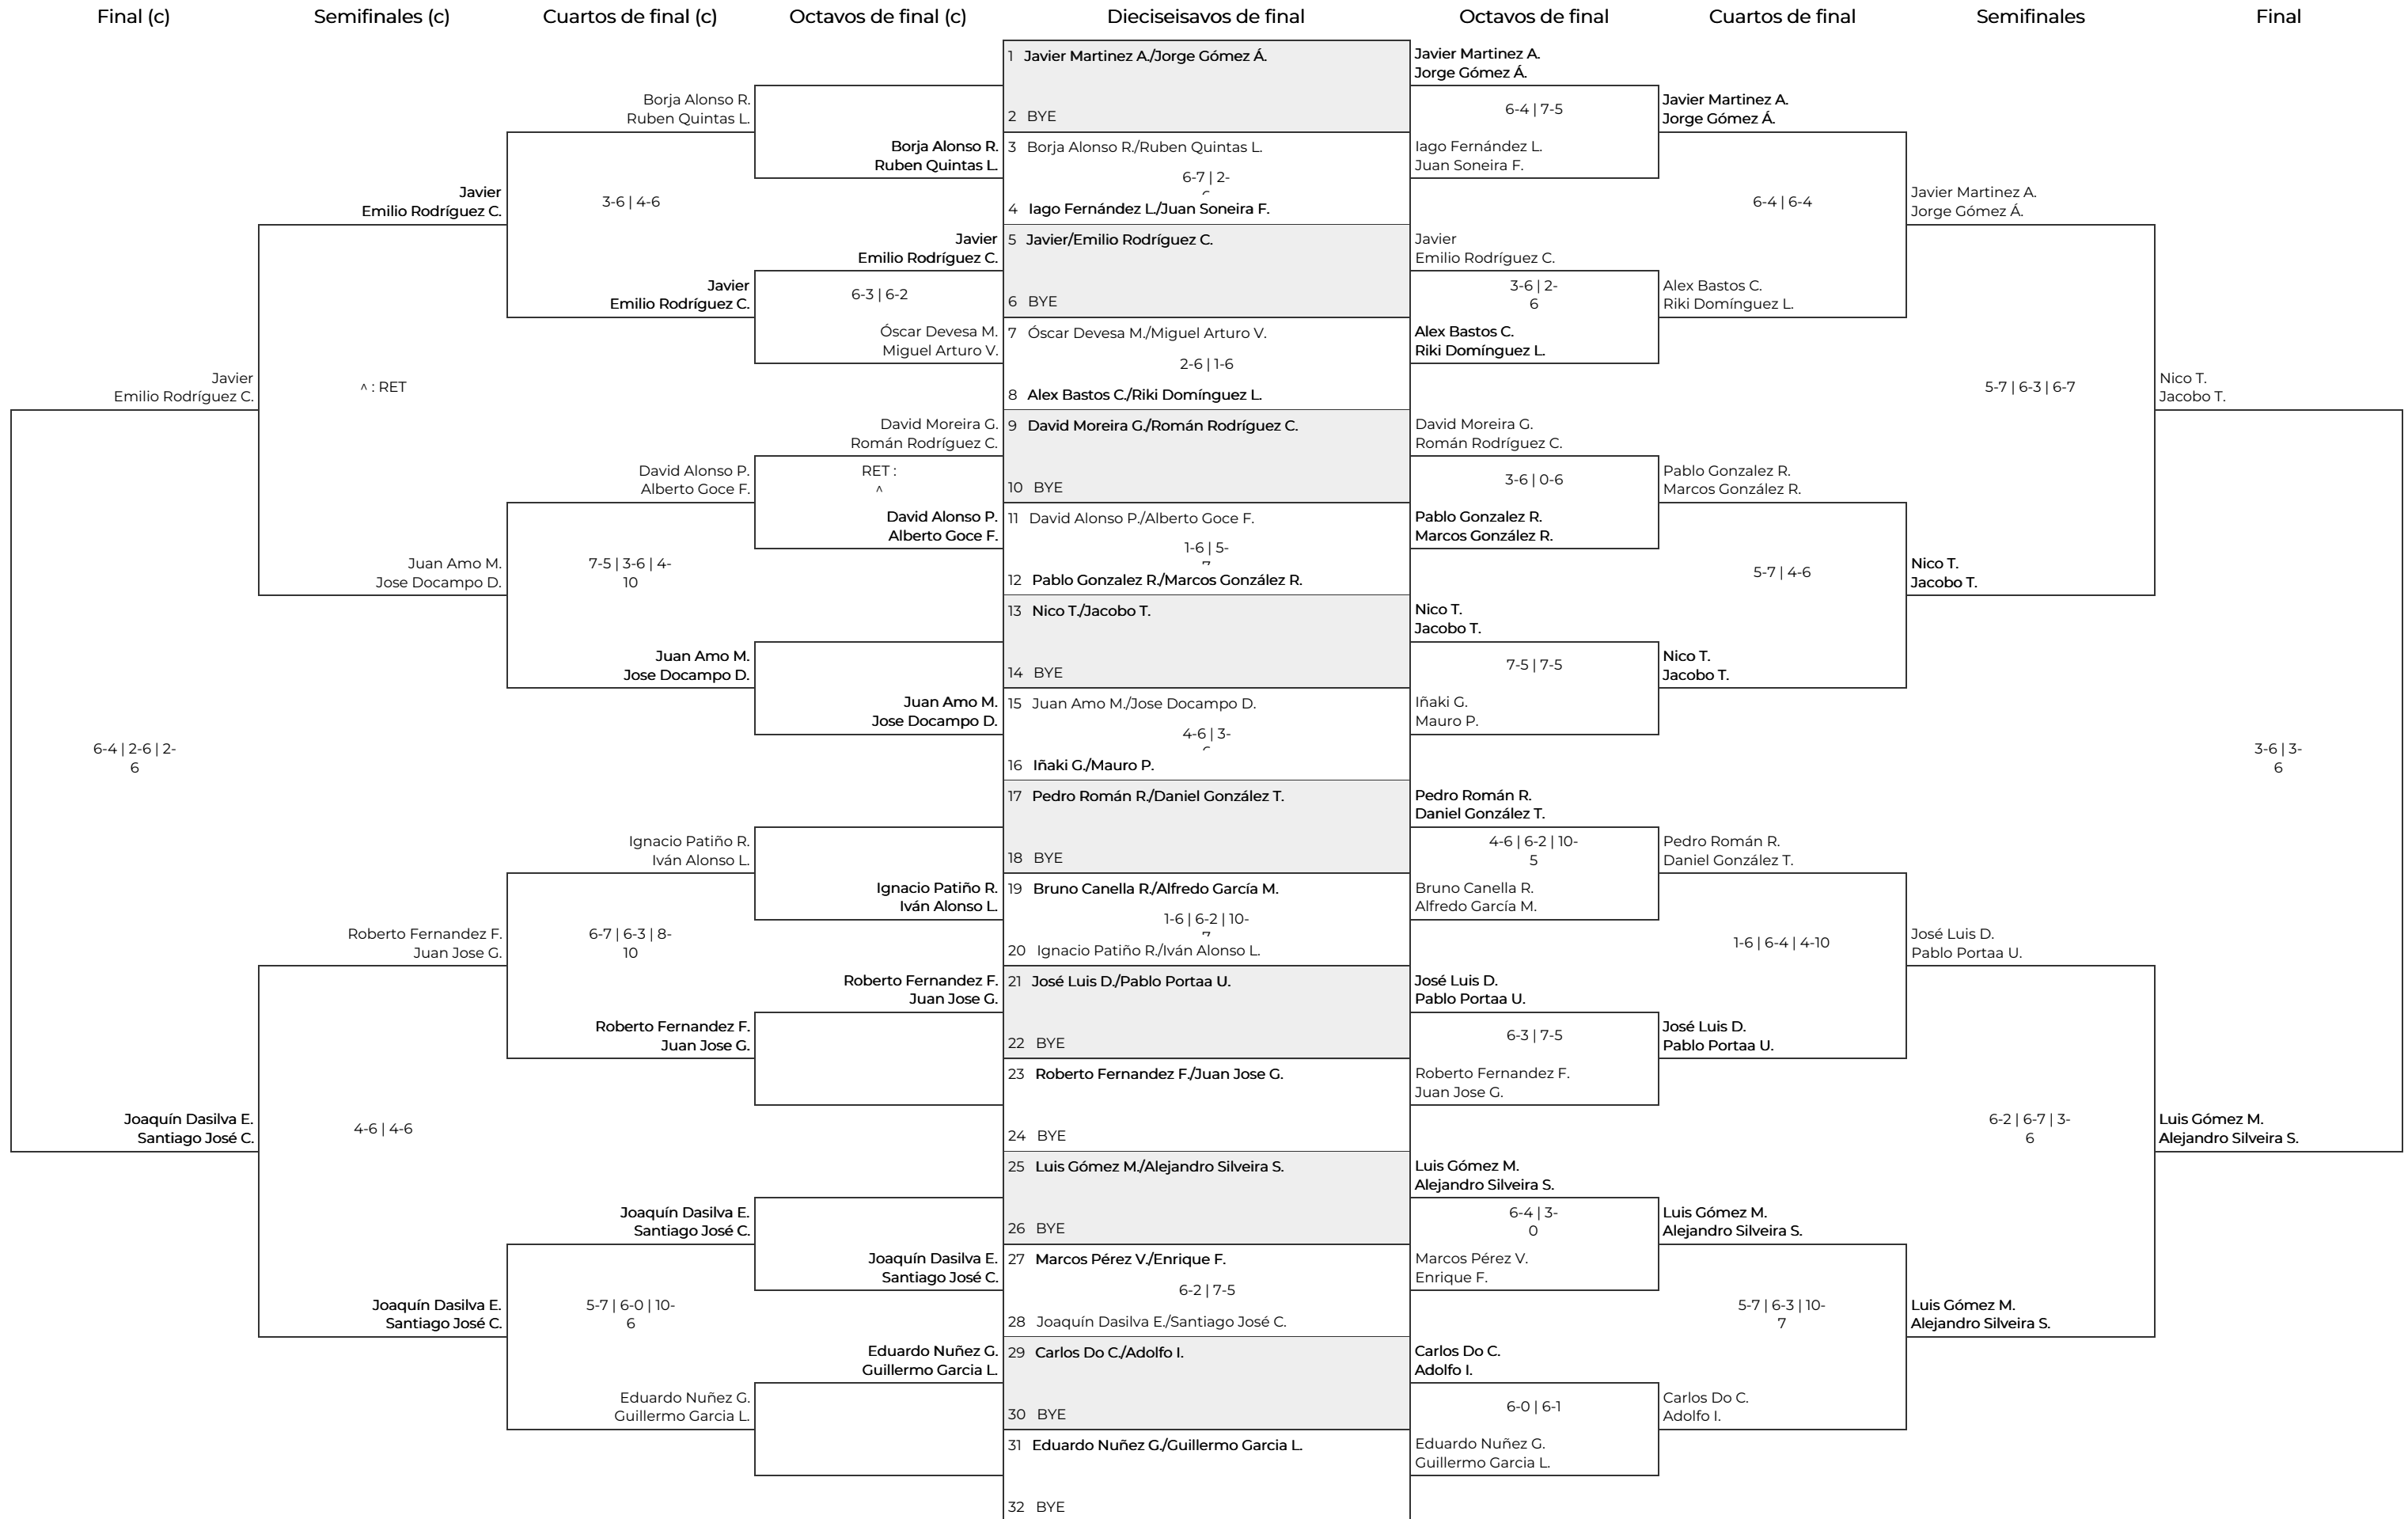 Final (c)
Semifinales (c)
Cuartos de final (c)
Octavos de final (c)
Dieciseisavos de final
Octavos de final
Cuartos de final
Semifinales
Final
Javier
Emilio Rodríguez C.
6-4 | 2-6 | 2-
6
Joaquín Dasilva E.
Santiago José C.
Javier
Emilio Rodríguez C.
^ : RET
Juan Amo M.
Jose Docampo D.
Roberto Fernandez F.
Juan Jose G.
4-6 | 4-6
Joaquín Dasilva E.
Santiago José C.
Borja Alonso R.
Ruben Quintas L.
3-6 | 4-6
Javier
Emilio Rodríguez C.
David Alonso P.
Alberto Goce F.
7-5 | 3-6 | 4-
10
Juan Amo M.
Jose Docampo D.
Ignacio Patiño R.
Iván Alonso L.
6-7 | 6-3 | 8-
10
Roberto Fernandez F.
Juan Jose G.
Joaquín Dasilva E.
Santiago José C.
5-7 | 6-0 | 10-
6
Eduardo Nuñez G.
Guillermo Garcia L.
Borja Alonso R.
Ruben Quintas L.
Javier
Emilio Rodríguez C.
6-3 | 6-2
Óscar Devesa M.
Miguel Arturo V.
David Moreira G.
Román Rodríguez C.
RET :
^
David Alonso P.
Alberto Goce F.
Juan Amo M.
Jose Docampo D.
Ignacio Patiño R.
Iván Alonso L.
Roberto Fernandez F.
Juan Jose G.
Joaquín Dasilva E.
Santiago José C.
Eduardo Nuñez G.
Guillermo Garcia L.
1 Javier Martinez A./Jorge Gómez Á.
2 BYE
3 Borja Alonso R./Ruben Quintas L.
6-7 | 2-
4 Iago Fernández L./Juan Soneira F.
5 Javier/Emilio Rodríguez C.
6 BYE
7 Óscar Devesa M./Miguel Arturo V.
2-6 | 1-6
8 Alex Bastos C./Riki Domínguez L.
9 David Moreira G./Román Rodríguez C.
10 BYE
11 David Alonso P./Alberto Goce F.
1-6 | 5-
12 Pablo Gonzalez R./Marcos González R.
13 Nico T./Jacobo T.
14 BYE
15 Juan Amo M./Jose Docampo D.
4-6 | 3-
16 Iñaki G./Mauro P.
17 Pedro Román R./Daniel González T.
18 BYE
19 Bruno Canella R./Alfredo García M.
1-6 | 6-2 | 10-
20 Ignacio Patiño R./Iván Alonso L.
21 José Luis D./Pablo Portaa U.
22 BYE
23 Roberto Fernandez F./Juan Jose G.
24 BYE
25 Luis Gómez M./Alejandro Silveira S.
26 BYE
27 Marcos Pérez V./Enrique F.
6-2 | 7-5
28 Joaquín Dasilva E./Santiago José C.
29 Carlos Do C./Adolfo I.
30 BYE
31 Eduardo Nuñez G./Guillermo Garcia L.
32 BYE
Javier Martinez A.
Jorge Gómez Á.
6-4 | 7-5
Iago Fernández L.
Juan Soneira F.
Javier
Emilio Rodríguez C.
3-6 | 2-
6
Alex Bastos C.
Riki Domínguez L.
David Moreira G.
Román Rodríguez C.
3-6 | 0-6
Pablo Gonzalez R.
Marcos González R.
Nico T.
Jacobo T.
7-5 | 7-5
Iñaki G.
Mauro P.
Pedro Román R.
Daniel González T.
4-6 | 6-2 | 10-
5
Bruno Canella R.
Alfredo García M.
José Luis D.
Pablo Portaa U.
6-3 | 7-5
Roberto Fernandez F.
Juan Jose G.
Luis Gómez M.
Alejandro Silveira S.
6-4 | 3-
0
Marcos Pérez V.
Enrique F.
Carlos Do C.
Adolfo I.
6-0 | 6-1
Eduardo Nuñez G.
Guillermo Garcia L.
Javier Martinez A.
Jorge Gómez Á.
6-4 | 6-4
Alex Bastos C.
Riki Domínguez L.
Pablo Gonzalez R.
Marcos González R.
5-7 | 4-6
Nico T.
Jacobo T.
Pedro Román R.
Daniel González T.
1-6 | 6-4 | 4-10
José Luis D.
Pablo Portaa U.
Luis Gómez M.
Alejandro Silveira S.
5-7 | 6-3 | 10-
7
Carlos Do C.
Adolfo I.
Javier Martinez A.
Jorge Gómez Á.
5-7 | 6-3 | 6-7
Nico T.
Jacobo T.
José Luis D.
Pablo Portaa U.
6-2 | 6-7 | 3-
6
Luis Gómez M.
Alejandro Silveira S.
Nico T.
Jacobo T.
3-6 | 3-
6
Luis Gómez M.
Alejandro Silveira S.